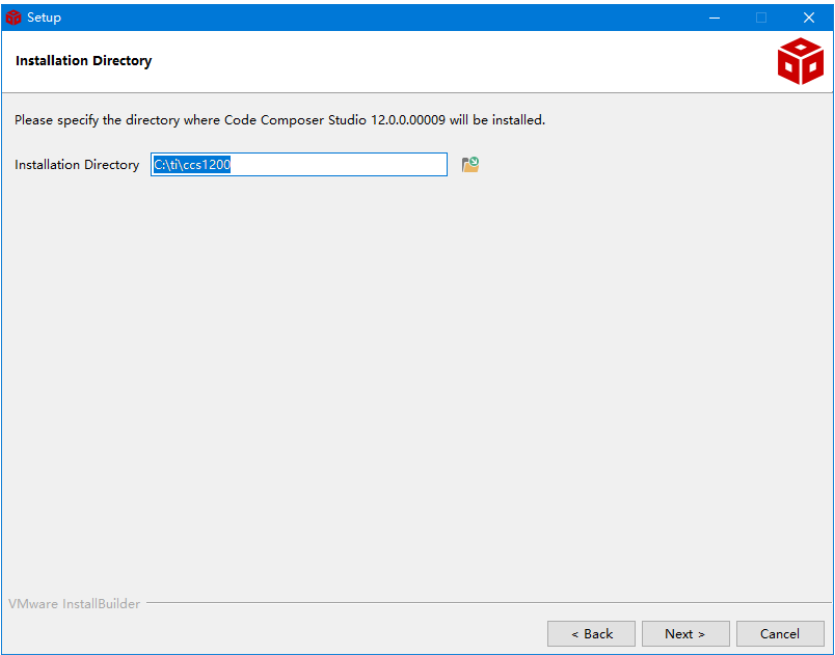 Setup
Installation Directory
Please specify the directory where Code Composer Studio 12.0.0.00009 will be installed.
Installation Directory C:\ti\ccs1200
VMware InstallBuilder
< Back Next > Cancel